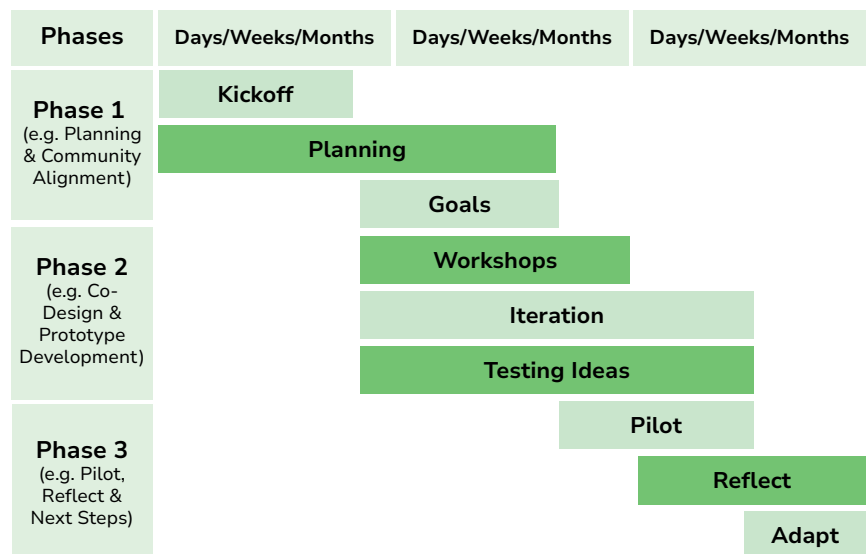 Phases
Days/Weeks/Months
Days/Weeks/Months
Days/Weeks/Months
Phase 1
(e.g. Planning
& Community
Alignment)
Kickoff
Planning
Goals
Phase 2
(e.g. Co-
Design &
Prototype
Development)
Workshops
Iteration
Testing Ideas
Phase 3
(e.g. Pilot,
Reflect &
Next Steps)
Pilot
Reflect
Adapt